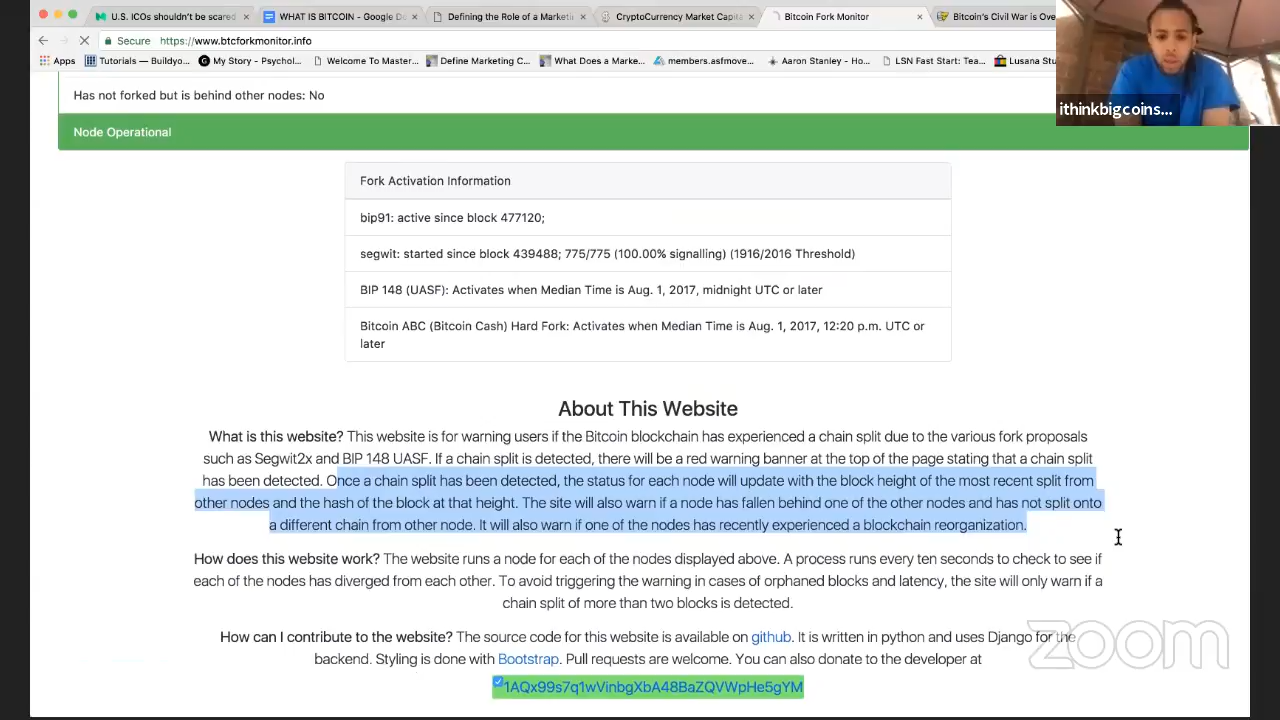 U.S. ICOs shouldn't be scared
WHAT IS BITCOIN - Google D
Defining the Role of a Marketi
CryptoCurrency Market Capita
Bitcoin Fork Monitor
Bitcoin's Civil War is Ove
Secure https://www.btcforkmonitor.info
Apps
Tutorials — Buildyo...
My Story - Psychol...
Welcome To Master...
Define Marketing C...
What Does a Marke...
members.asfmove...
Aaron Stanley - Ho...
LSN Fast Start: Tea...
Lusana Stu
ithinkbigcoins...
Has not forked but is behind other nodes: No
Node Operational
Fork Activation Information
bip91: active since block 477120;
segwit: started since block 439488; 775/775 (100.00% signalling) (1916/2016 Threshold)
BIP 148 (UASF): Activates when Median Time is Aug. 1, 2017, midnight UTC or later
Bitcoin ABC (Bitcoin Cash) Hard Fork: Activates when Median Time is Aug. 1, 2017, 12:20 p.m. UTC or
later
About This Website
What is this website? This website is for warning users if the Bitcoin blockchain has experienced a chain split due to the various fork proposals
such as Segwit2x and BIP 148 UASF. If a chain split is detected, there will be a red warning banner at the top of the page stating that a chain split
has been detected. Once a chain split has been detected, the status for each node will update with the block height of the most recent split from
other nodes and the hash of the block at that height. The site will also warn if a node has fallen behind one of the other nodes and has not split onto
a different chain from other node. It will also warn if one of the nodes has recently experienced a blockchain reorganization.
How does this website work? The website runs a node for each of the nodes displayed above. A process runs every ten seconds to check to see if
each of the nodes has diverged from each other. To avoid triggering the warning in cases of orphaned blocks and latency, the site will only warn if a
chain split of more than two blocks is detected.
How can I contribute to the website? The source code for this website is available on github. It is written in python and uses Django for the
backend. Styling is done with Bootstrap. Pull requests are welcome. You can also donate to the developer at
1AQx99s7q1wVinbgXbA48BaZQVWpHe5gYM
zoom